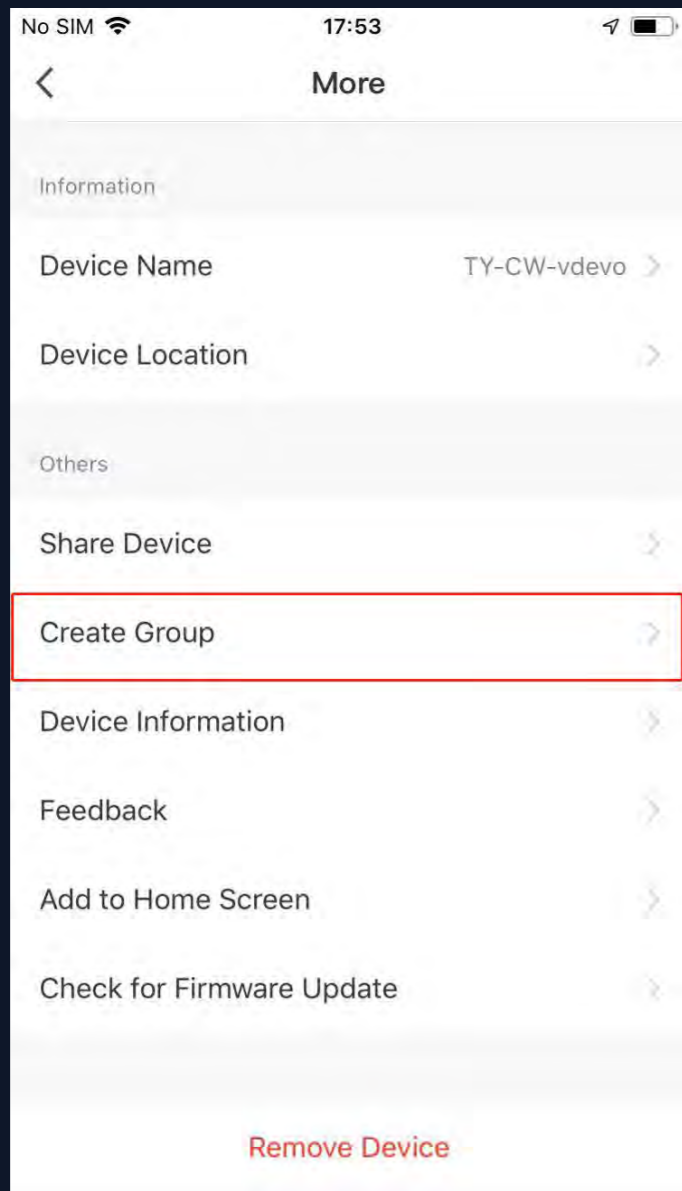 No SIM 17:53
More
Information
Device Name TY-CW-vdevo
Device Location
Others
Share Device
Create Group
Device Information
Feedback
Add to Home Screen
Check for Firmware Update
Remove Device